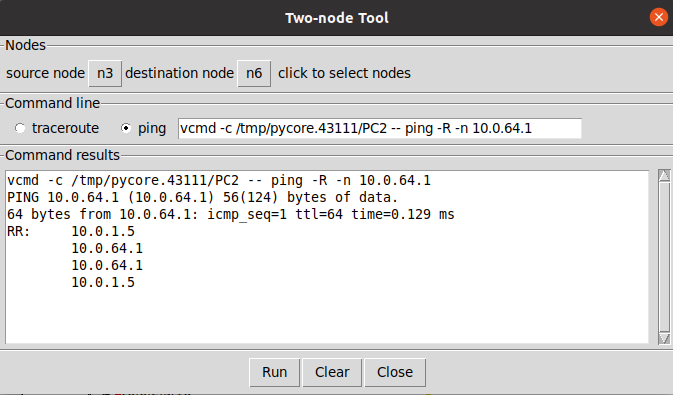 Two-node Tool
Nodes
source node n3 destination node n6 click to select nodes
Command line
traceroute ping vcmd -c /tmp/pycore.43111/PC2 -- ping -R -n 10.0.64.1
Command results
vcmd -c /tmp/pycore.43111/PC2 -- ping -R -n 10.0.64.1
PING 10.0.64.1 (10.0.64.1) 56(124) bytes of data.
64 bytes from 10.0.64.1: icmp_seq=1 ttl=64 time=0.129 ms
RR: 10.0.1.5
10.0.64.1
10.0.64.1
10.0.1.5
Run Clear Close